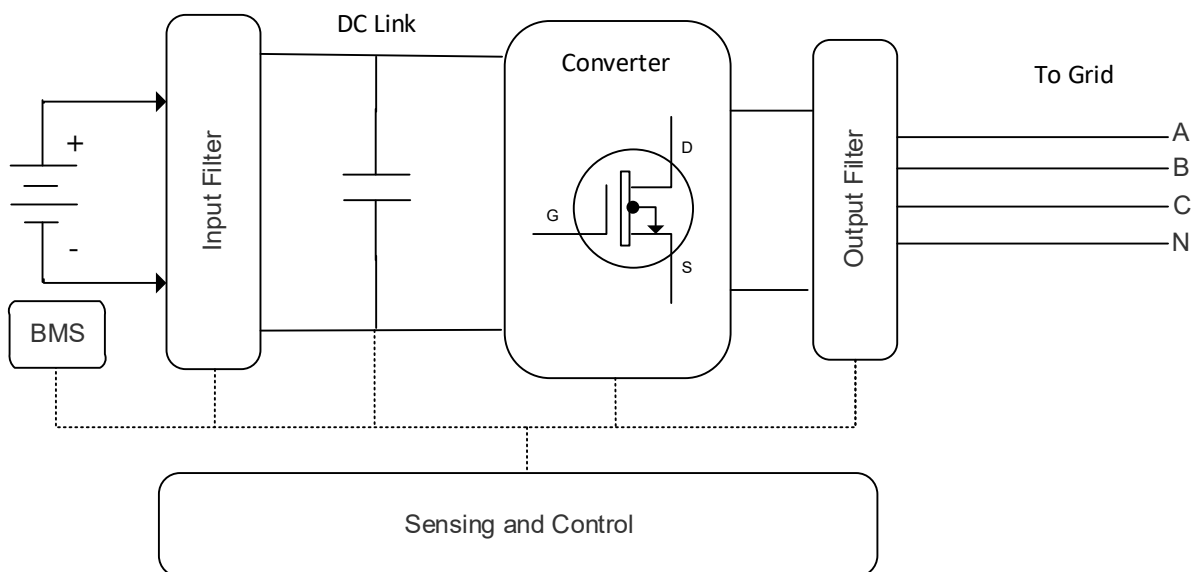 DC Link
Converter
To Grid
+
-
BMS
Input Filter
D
G
S
Output Filter
A
B
C
N
Sensing and Control